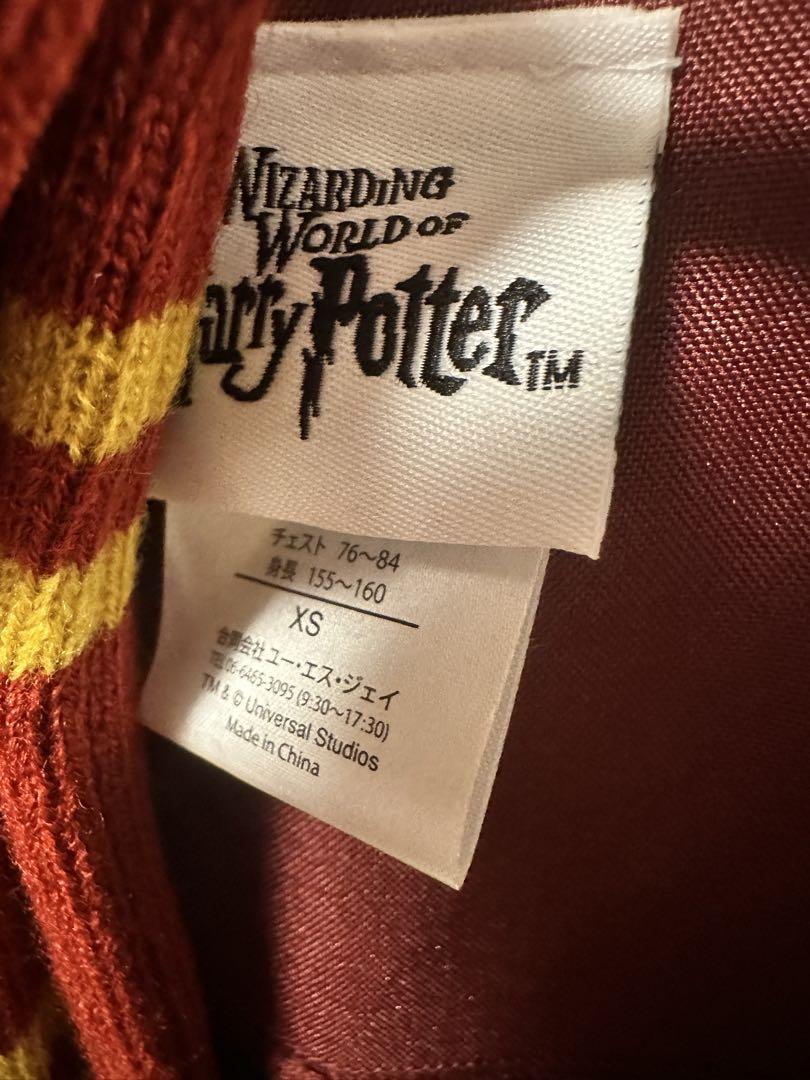 WIZARDING
WORLD OF
Harry Potter TM
チェスト 76～84
身長 155～160
XS
合同会社ユー・エス・ジェイ
TEL 06-6465-3095 (9:30～17:30)
TM & © Universal Studios
Made in China